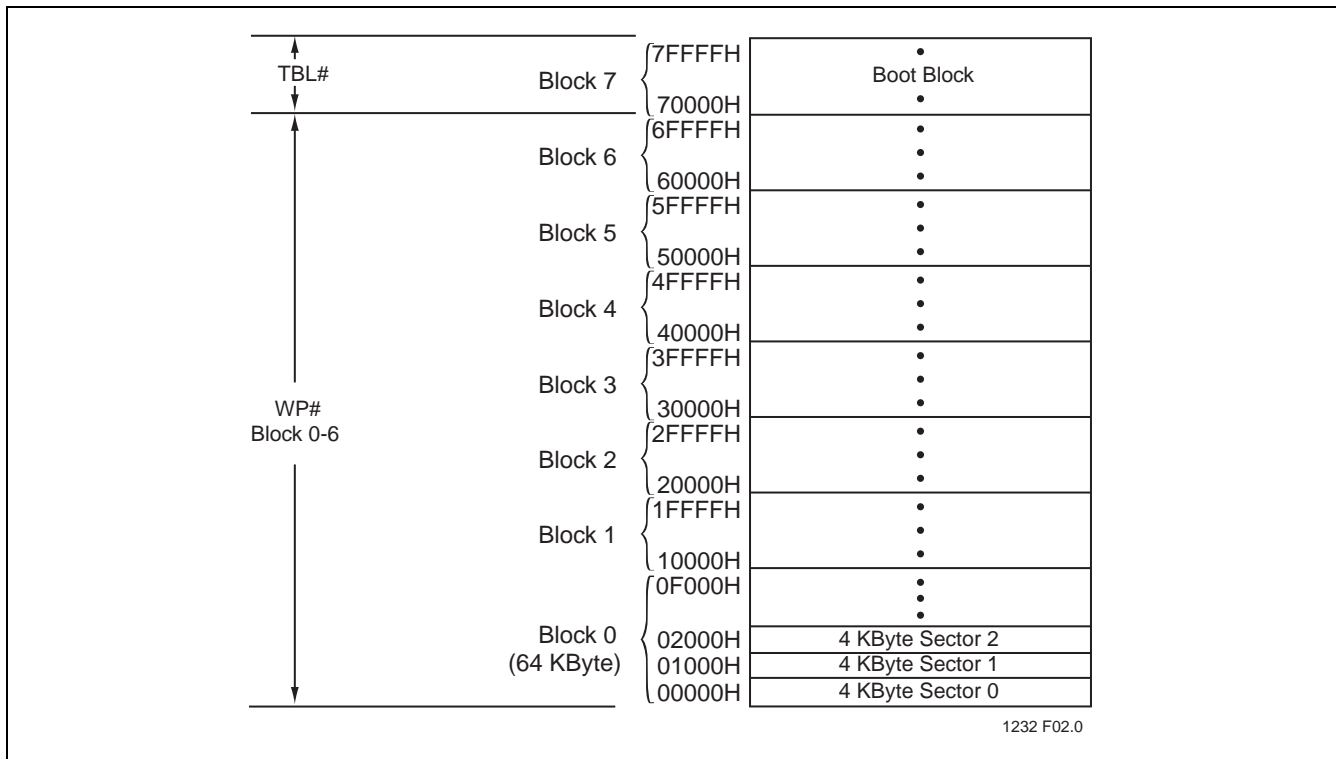 TBL#
Block 7
7FFFFH
70000H
Boot Block
Block 6
6FFFFH
60000H
Block 5
5FFFFH
50000H
Block 4
4FFFFH
40000H
Block 3
3FFFFH
30000H
WP#
Block 0-6
Block 2
2FFFFH
20000H
Block 1
1FFFFH
10000H
0F000H
Block 0
(64 KByte)
02000H
4 KByte Sector 2
01000H
4 KByte Sector 1
00000H
4 KByte Sector 0
1232 F02.0